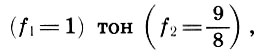 (f₁ = 1) тон (f₂ = 9/8),